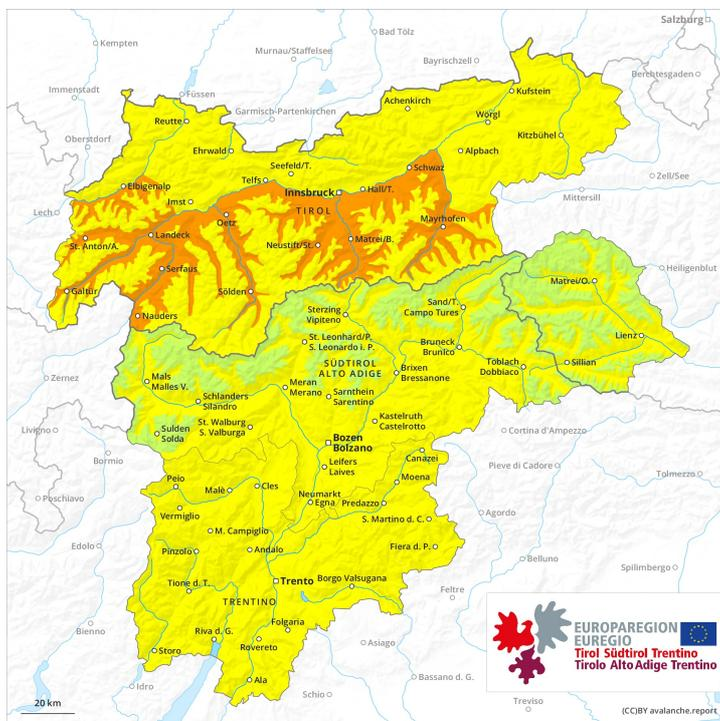 Salzburg
Kempten
Bad Tölz
Murnau/Staffelsee
Bayrischzell
Berchtesgaden
Immenstadt
Füssen
Garmisch-Partenkirchen
Achenkirch
Kufstein
Reutte
Wörgl
Oberstdorf
Ehrwald
Kitzbühel
Alpbach
Seefeld/T.
Schwaz
Telfs
Zell/See
Elbigenalp
Innsbruck
Hall/T.
Mittersill
Imst
TIROL
Lech
Oetz
Mayrhofen
Landeck
St. Anton/A.
Neustift/St.
Matrei/B.
Serfaus
Heiligenblut
Galtür
Sölden
Matrei/O.
Sand/T.
Campo Tures
Nauders
Sterzing
Vipiteno
Lienz
St. Leonhard/P.
S. Leonardo i. P.
Bruneck
Brunico
SÜDTIROL
ALTO ADIGE
Toblach
Dobbiaco
Sillian
Brixen
Bressanone
Zernez
Mals
Malles V.
Meran
Merano
Sarnthein
Sarentino
Schlanders
Silandro
Kastelruth
Castelrotto
St. Walburg
S. Valburga
Livigno
Sulden
Solda
Cortina d'Ampezzo
Bozen
Bolzano
Bormio
Canazei
Leifers
Laives
Pieve di Cadore
Tolmezzo
Peio
Moena
Malè
Cles
Neumarkt
Egna
Predazzo
Poschiavo
Vermiglio
Agordo
S. Martino d. C.
M. Campiglio
Edolo
Pinzolo
Andalo
Fiera d. P.
Belluno
Spilimbergo
Tione d. T.
Trento
Borgo Valsugana
Feltre
TRENTINO
Folgaria
Bienno
Riva d. G.
Rovereto
Asiago
Storo
Bassano d. G.
Ala
Idro
Schio
Treviso
EUROPAREGION
EUREGIO
Tirol Südtirol Trentino
Tirolo Alto Adige Trentino
20 km
(CC)BY avalanche.report